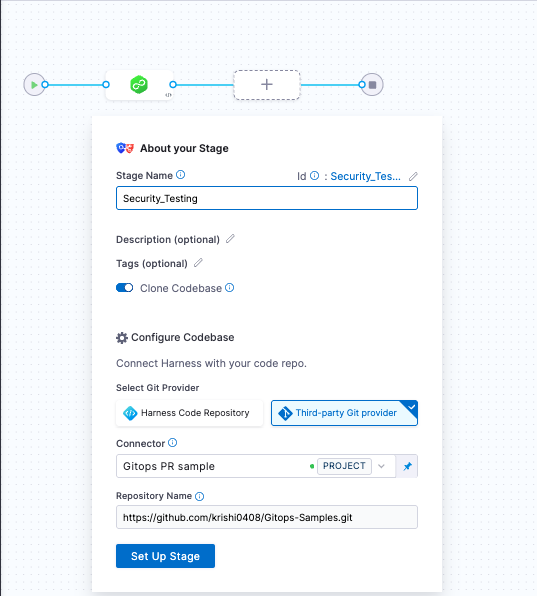 About your Stage
Stage Name
Id : Security_Tes...
Security_Testing
Description (optional)
Tags (optional)
Clone Codebase
Configure Codebase
Connect Harness with your code repo.
Select Git Provider
Harness Code Repository
Third-party Git provider
Connector
Gitops PR sample
PROJECT
Repository Name
https://github.com/krishi0408/Gitops-Samples.git
Set Up Stage